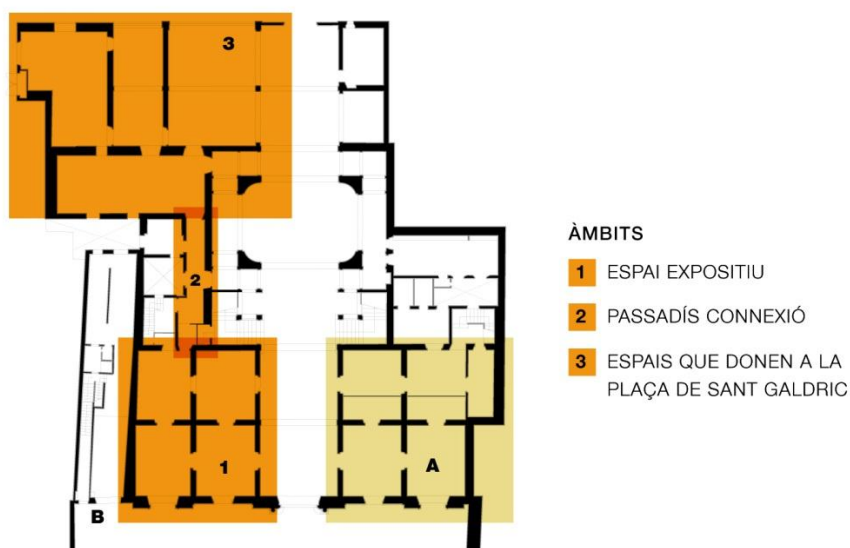 3
2
1
A
B
ÀMBITS
1 ESPAI EXPOSITIU
2 PASSADÍS CONNEXIÓ
3 ESPAIS QUE DONEN A LA
PLAÇA DE SANT GALDRIC